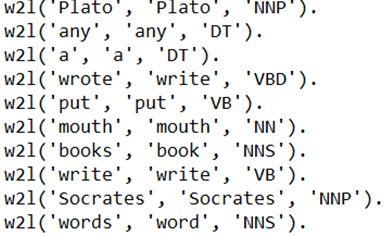 w2l('Plato', 'Plato', 'NNP').
w2l('any', 'any', 'DT').
w2l('a', 'a', 'DT').
w2l('wrote', 'write', 'VBD').
w2l('put', 'put', 'VB').
w2l('mouth', 'mouth', 'NN').
w2l('books', 'book', 'NNS').
w2l('write', 'write', 'VB').
w2l('Socrates', 'Socrates', 'NNP').
w2l('words', 'word', 'NNS').